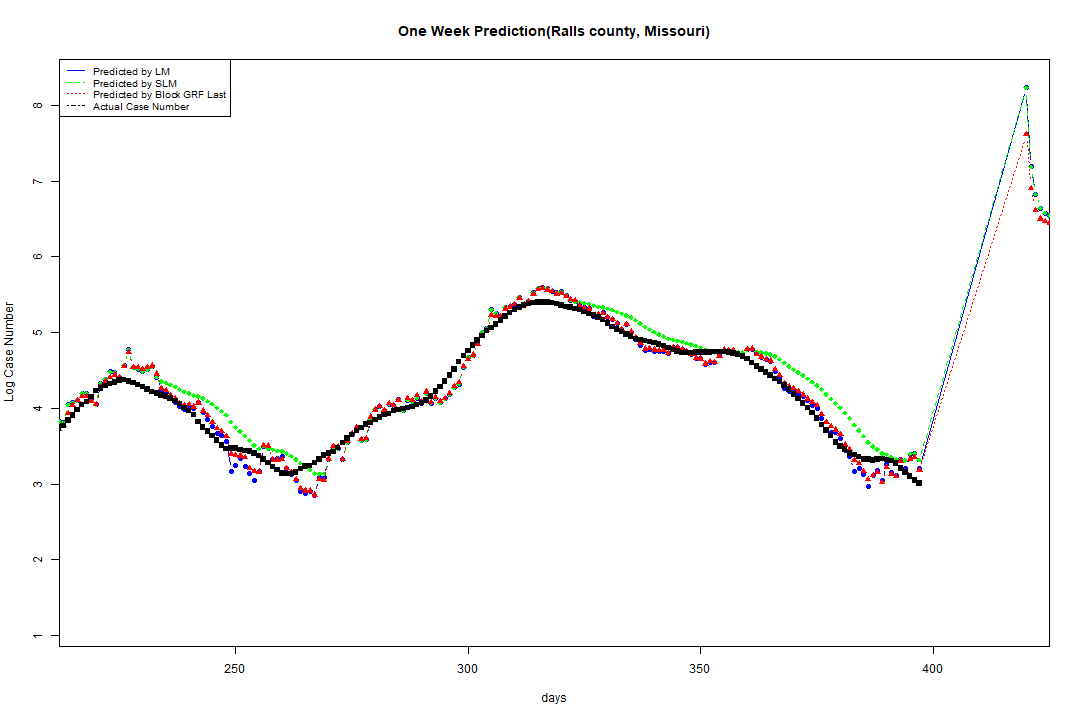 One Week Prediction(Ralls county, Missouri)
Predicted by LM
Predicted by SLM
Predicted by Block GRF Last
Actual Case Number
8
7
6
5
4
3
2
1
Log Case Number
250 300 350 400
days